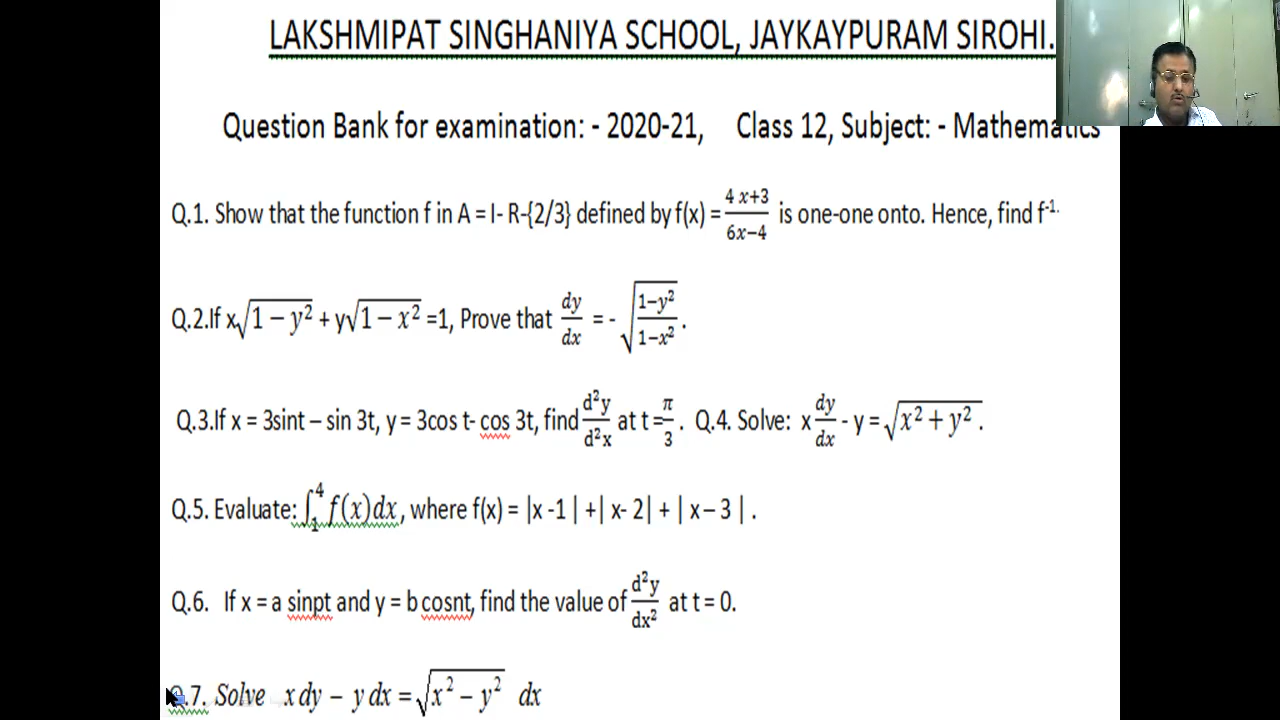 LAKSHMIPAT SINGHANIYA SCHOOL, JAYKAYPURAM SIROHI.
Question Bank for examination: - 2020-21, Class 12, Subject: - Mathematics
Q.1. Show that the function f in A = I- R-{2/3} defined by f(x) = (4 x+3)/(6x−4) is one-one onto. Hence, find f⁻¹.
Q.2.If x√(1 − y²) + y√(1 − x²) =1, Prove that dy/dx = - √((1−y²)/(1−x²)) .
Q.3.If x = 3sint – sin 3t, y = 3cos t- cos 3t, find d²y/d²x at t = π/3 . Q.4. Solve: x dy/dx - y = √(x² + y²) .
Q.5. Evaluate: ∫₁⁴ f(x)dx, where f(x) = |x -1 | +| x- 2| + | x – 3 | .
Q.6. If x = a sinpt and y = b cosnt, find the value of d²y/dx² at t = 0.
Q.7. Solve x dy − y dx = √(x² − y²) dx